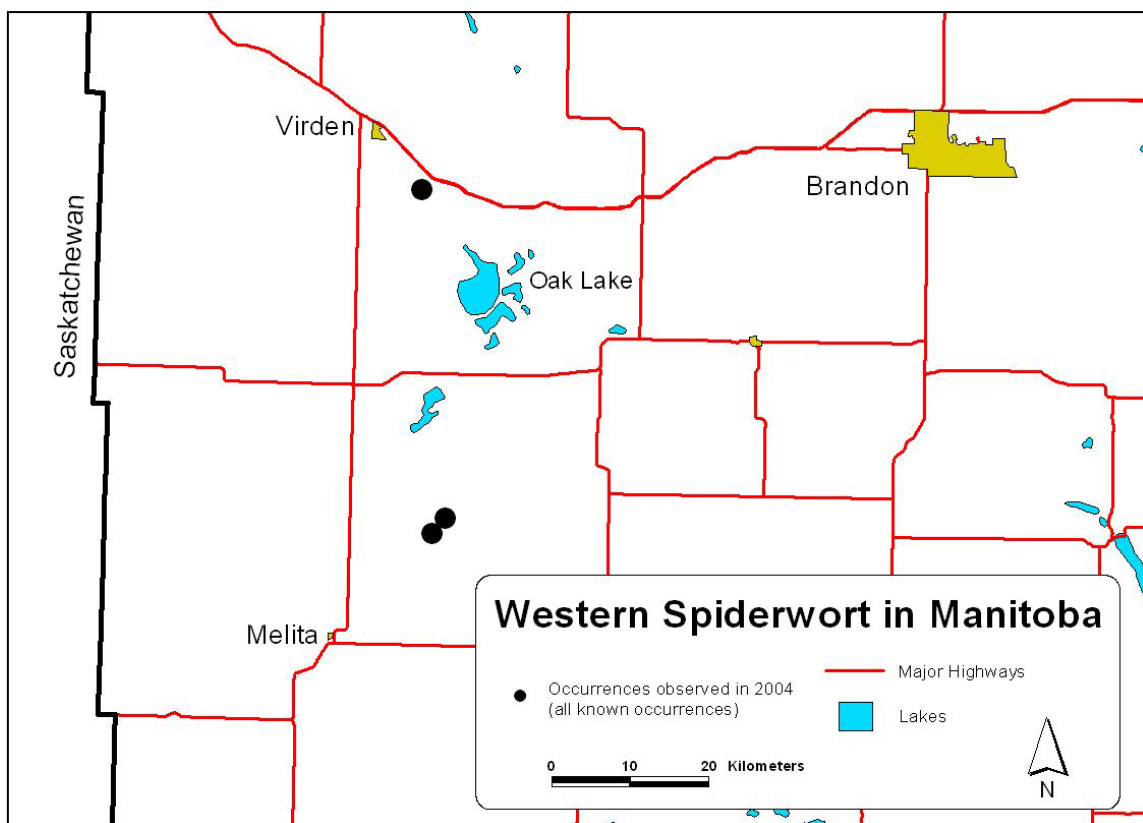 Virden
Brandon
Saskatchewan
Oak Lake
Melita
Western Spiderwort in Manitoba
Occurrences observed in 2004
(all known occurrences)
Major Highways
Lakes
0 10 20 Kilometers
N